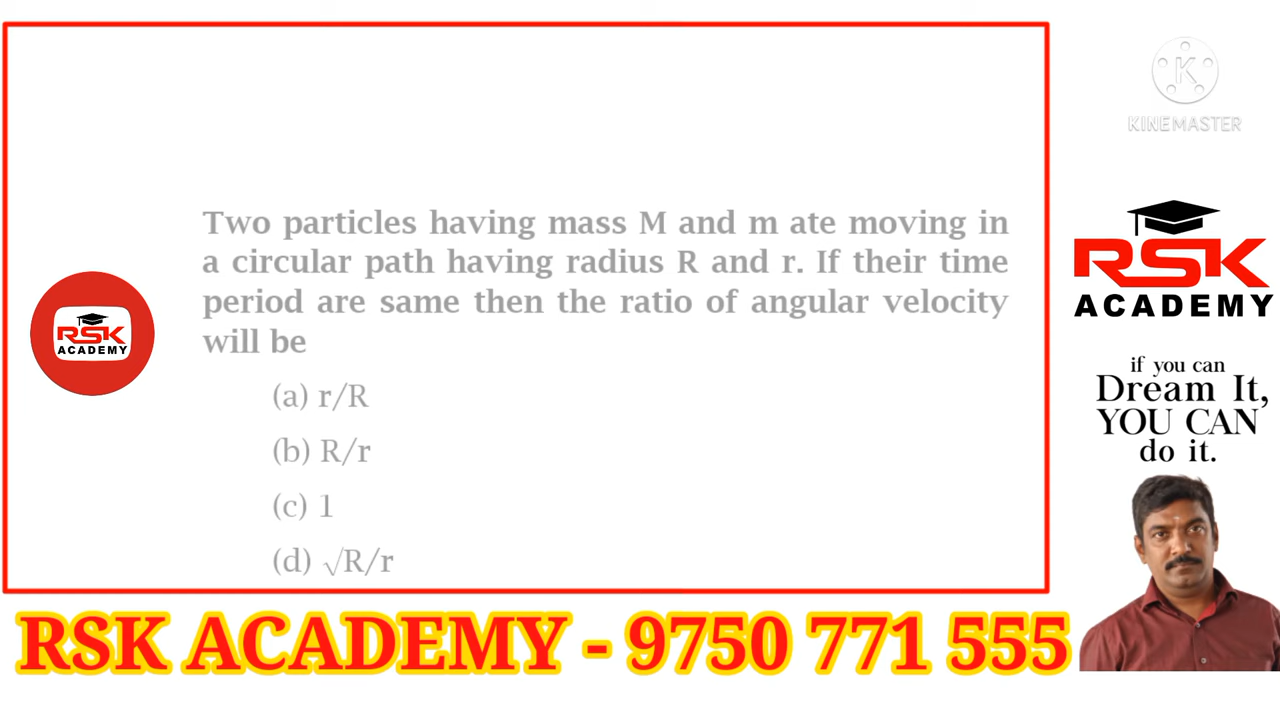 KINEMASTER
Two particles having mass M and m ate moving in
a circular path having radius R and r. If their time
period are same then the ratio of angular velocity
will be
(a) r/R
(b) R/r
(c) 1
(d) √R/r
RSK
ACADEMY
RSK
ACADEMY
if you can
Dream It,
YOU CAN
do it.
RSK ACADEMY - 9750 771 555